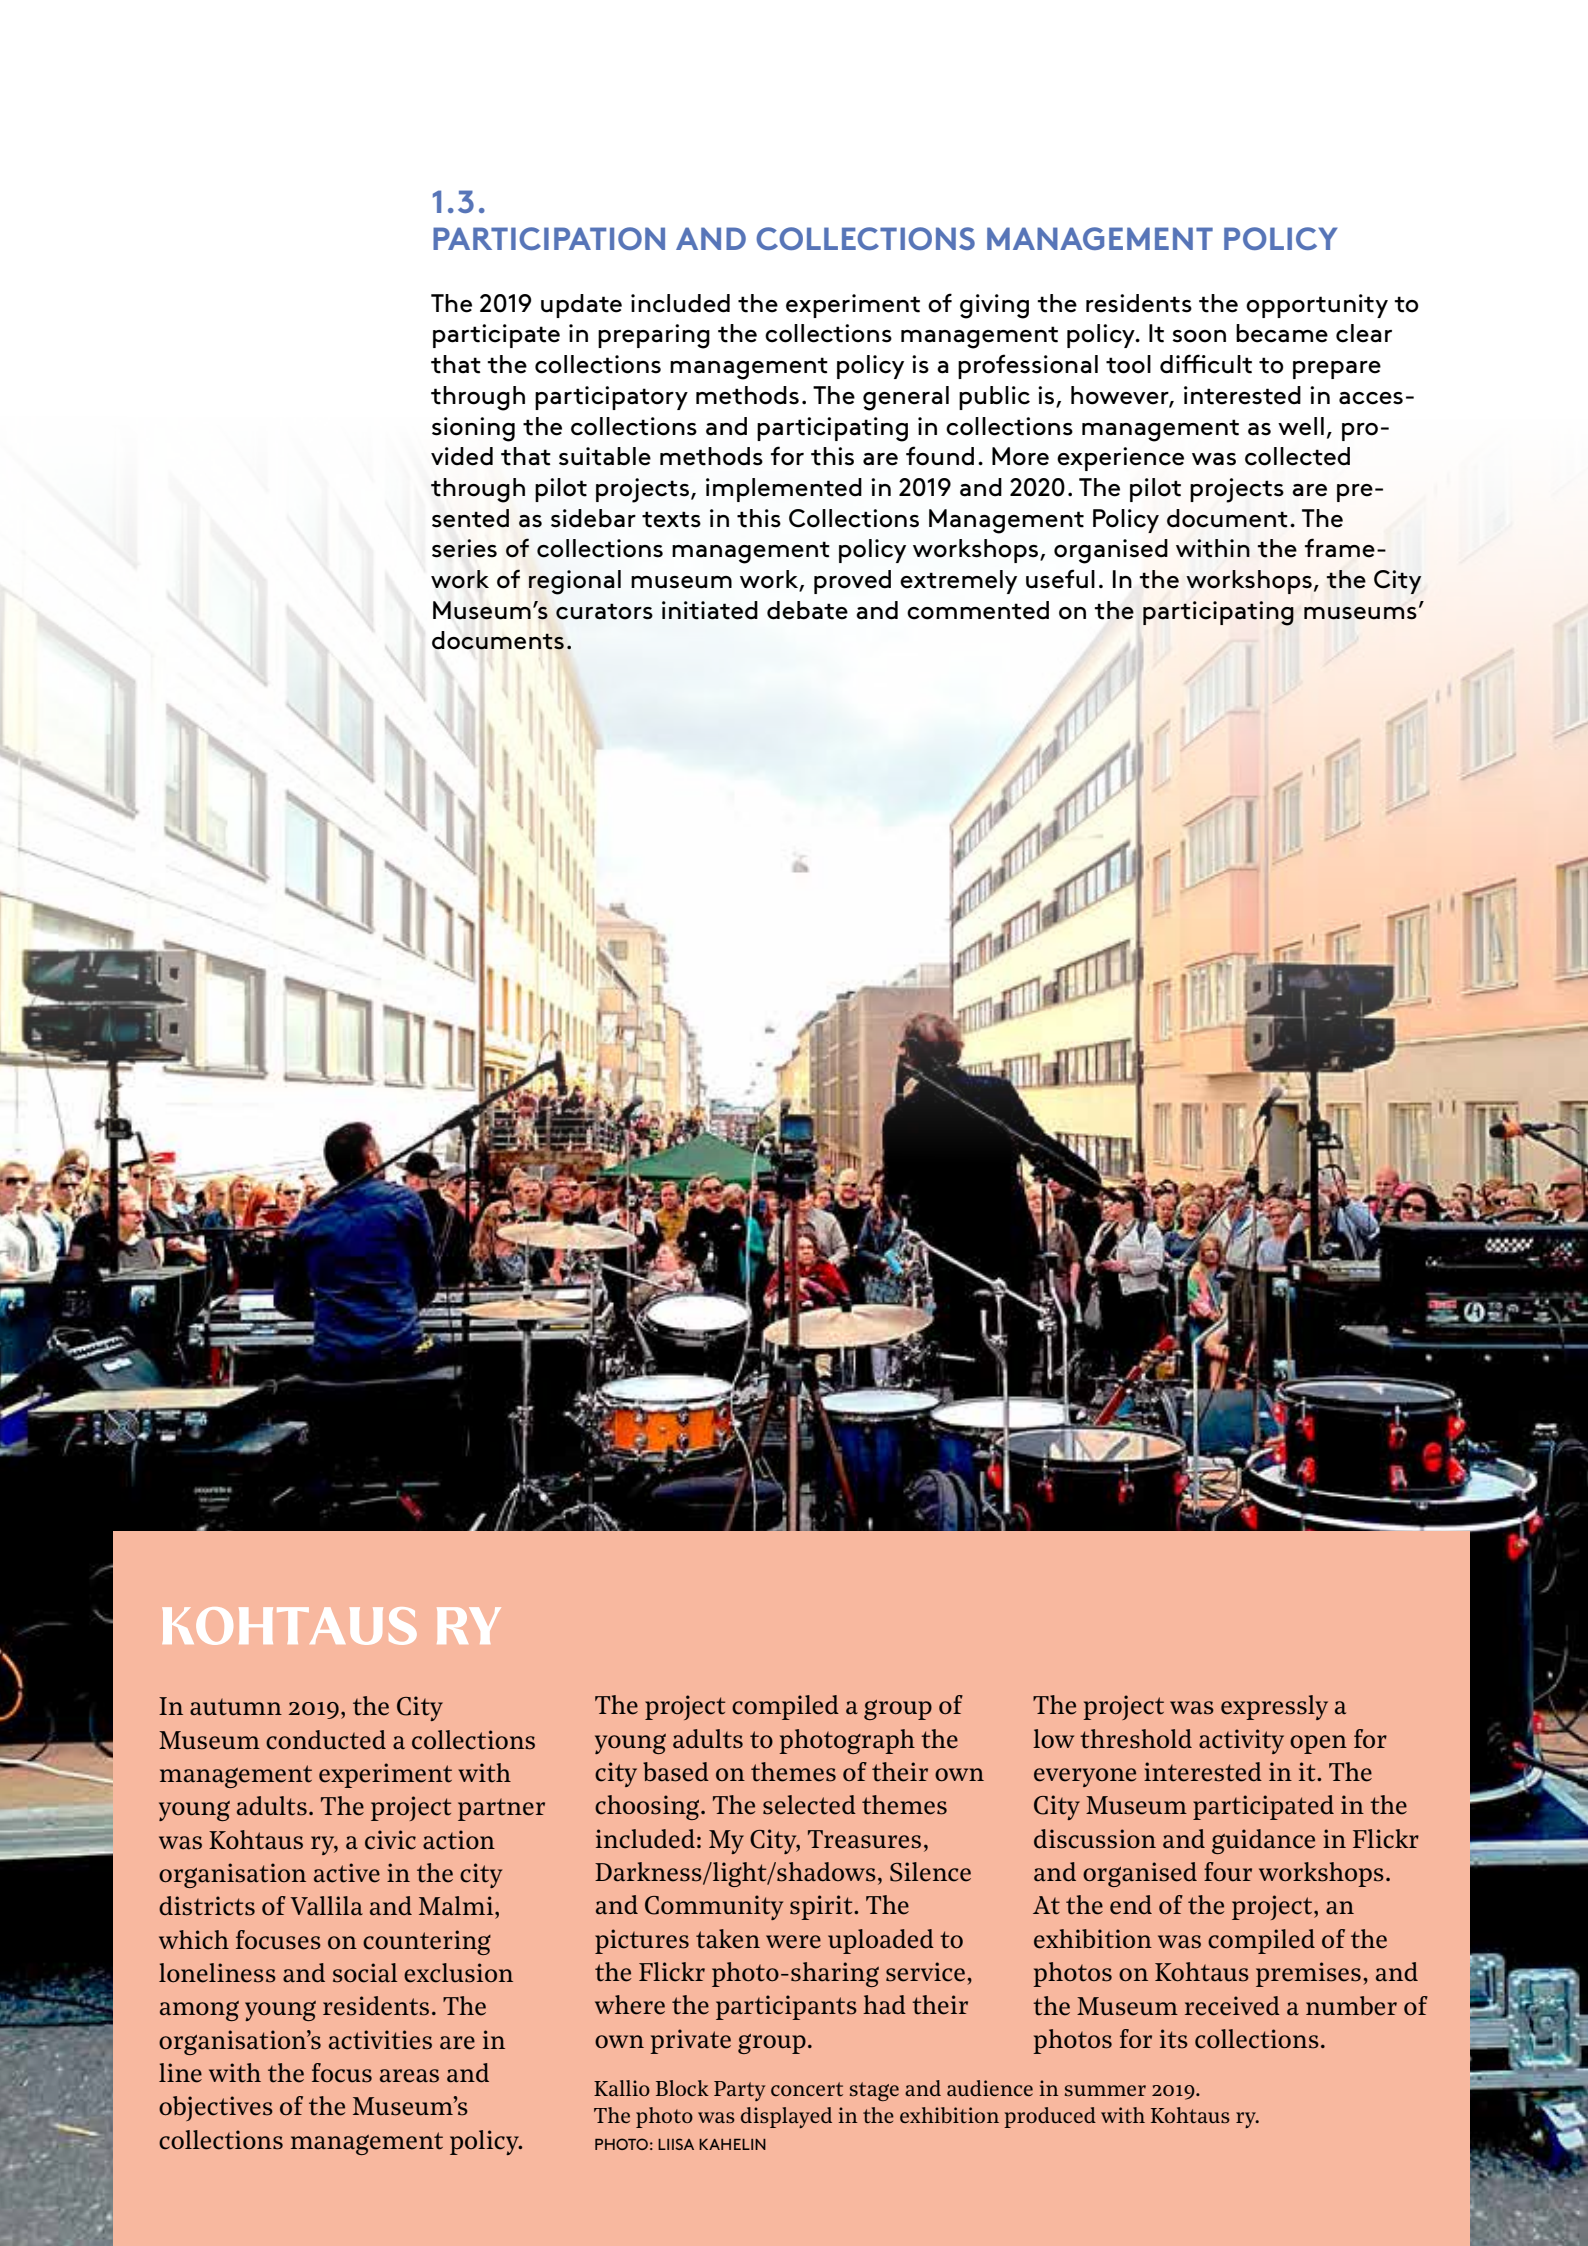 1.3.
PARTICIPATION AND COLLECTIONS MANAGEMENT POLICY
The 2019 update included the experiment of giving the residents the opportunity to
participate in preparing the collections management policy. It soon became clear
that the collections management policy is a professional tool difficult to prepare
through participatory methods. The general public is, however, interested in acces-
sioning the collections and participating in collections management as well, pro-
vided that suitable methods for this are found. More experience was collected
through pilot projects, implemented in 2019 and 2020. The pilot projects are pre-
sented as sidebar texts in this Collections Management Policy document. The
series of collections management policy workshops, organised within the frame-
work of regional museum work, proved extremely useful. In the workshops, the City
Museum’s curators initiated debate and commented on the participating museums’
documents.
KOHTAUS RY
In autumn 2019, the City
Museum conducted a collections
management experiment with
young adults. The project partner
was Kohtaus ry, a civic action
organisation active in the city
districts of Vallila and Malmi,
which focuses on countering
loneliness and social exclusion
among young residents. The
organisation’s activities are in
line with the focus areas and
objectives of the Museum’s
collections management policy.
The project compiled a group of
young adults to photograph the
city based on themes of their own
choosing. The selected themes
included: My City, Treasures,
Darkness/light/shadows, Silence
and Community spirit. The
pictures taken were uploaded to
the Flickr photo-sharing service,
where the participants had their
own private group.
The project was expressly a
low threshold activity open for
everyone interested in it. The
City Museum participated in the
discussion and guidance in Flickr
and organised four workshops.
At the end of the project, an
exhibition was compiled of the
photos on Kohtaus premises, and
the Museum received a number of
photos for its collections.
Kallio Block Party concert stage and audience in summer 2019.
The photo was displayed in the exhibition produced with Kohtaus ry.
PHOTO: LIISA KAHELIN